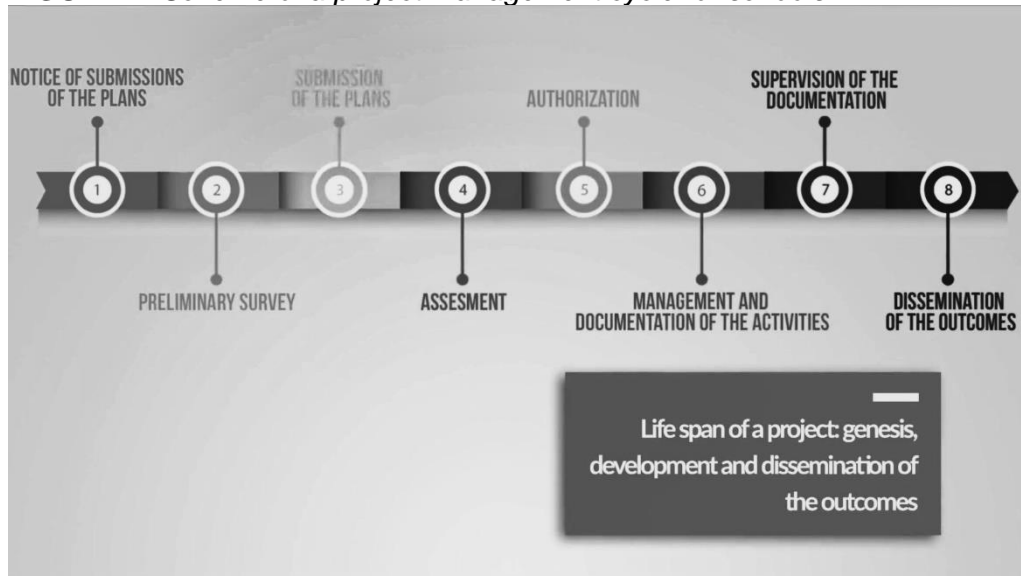 NOTICE OF SUBMISSIONS
OF THE PLANS
SUBMISSION
OF THE PLANS
AUTHORIZATION
SUPERVISION OF THE
DOCUMENTATION
1
2
3
4
5
6
7
8
PRELIMINARY SURVEY
ASSESMENT
MANAGEMENT AND
DOCUMENTATION OF THE ACTIVITIES
DISSEMINATION
OF THE OUTCOMES
Life span of a project: genesis,
development and dissemination of
the outcomes